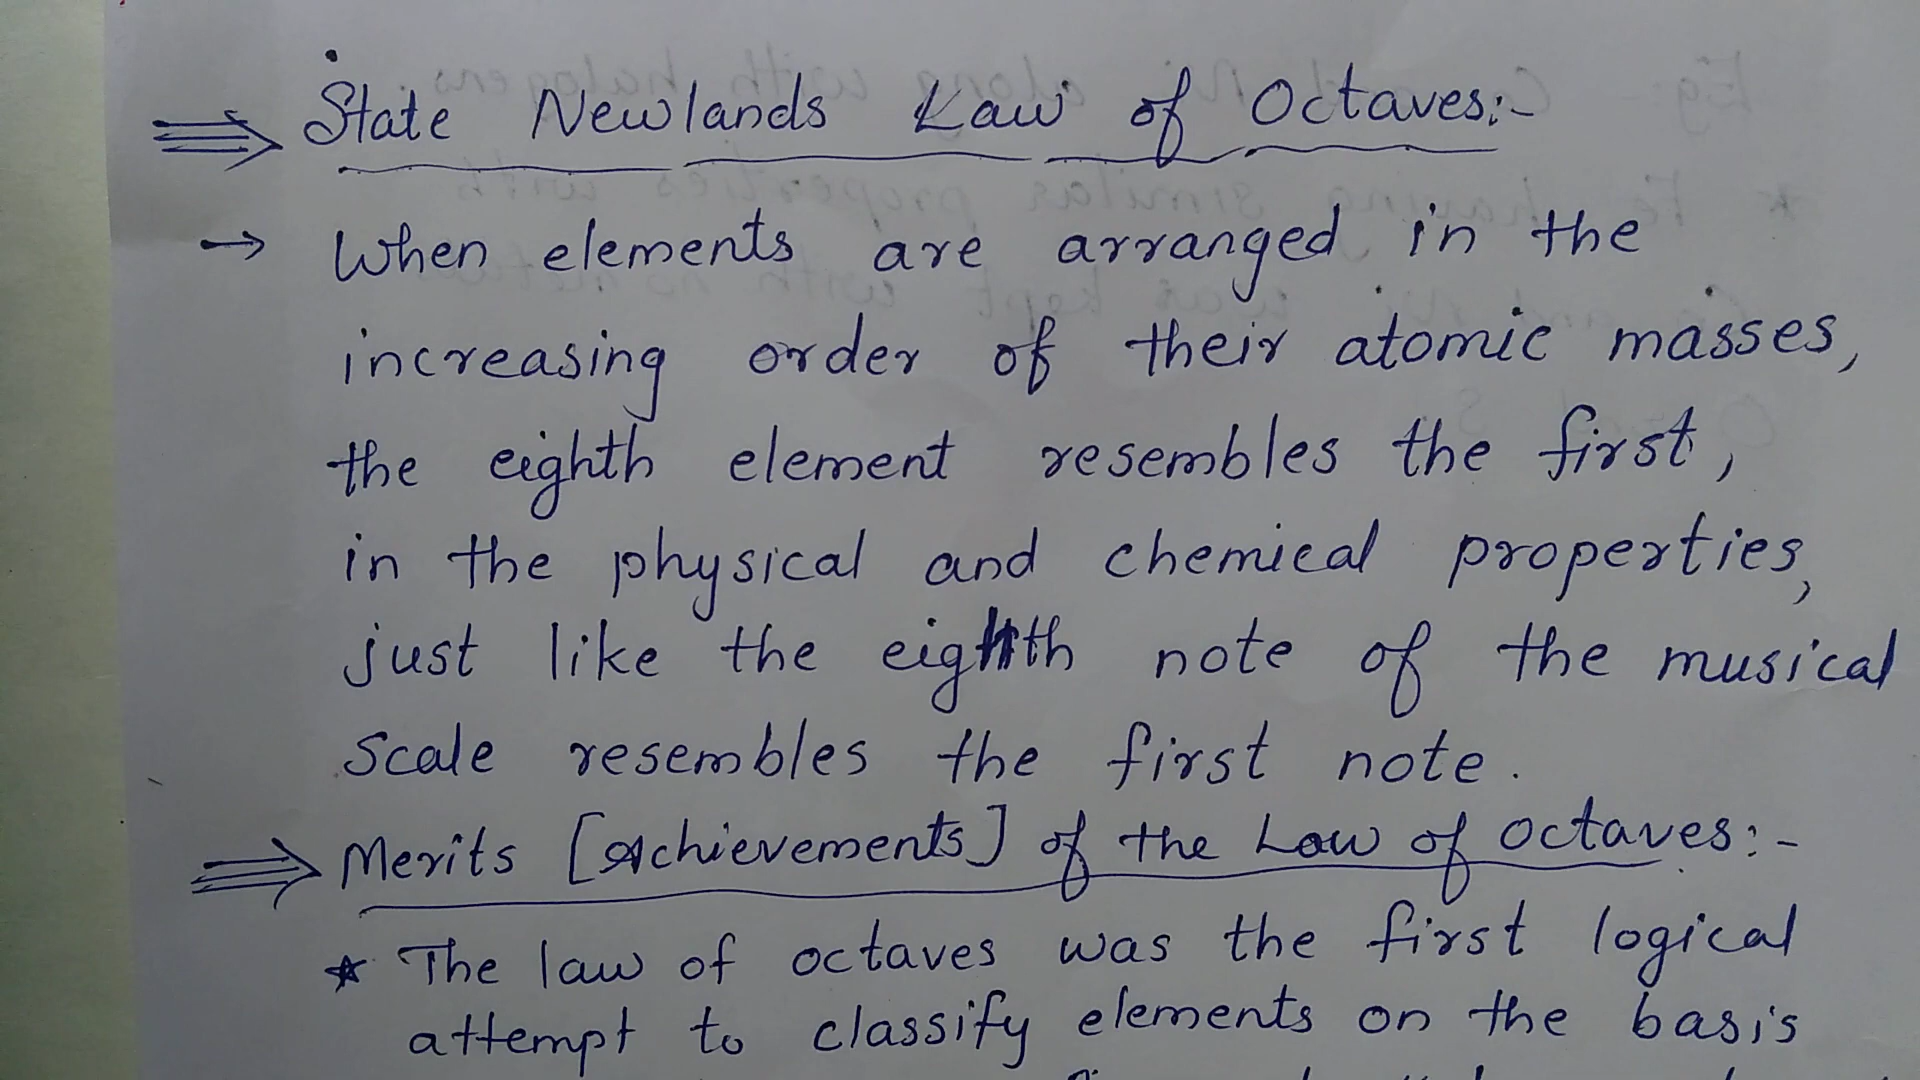 ⇒ State Newlands Law of Octaves:-
→ When elements are arranged in the
increasing order of their atomic masses,
the eighth element resembles the first,
in the physical and chemical properties,
just like the eighth note of the musical
Scale resembles the first note.
⇒ Merits [Achievements] of the Law of octaves:-
* The law of octaves was the first logical
attempt to classify elements on the basis